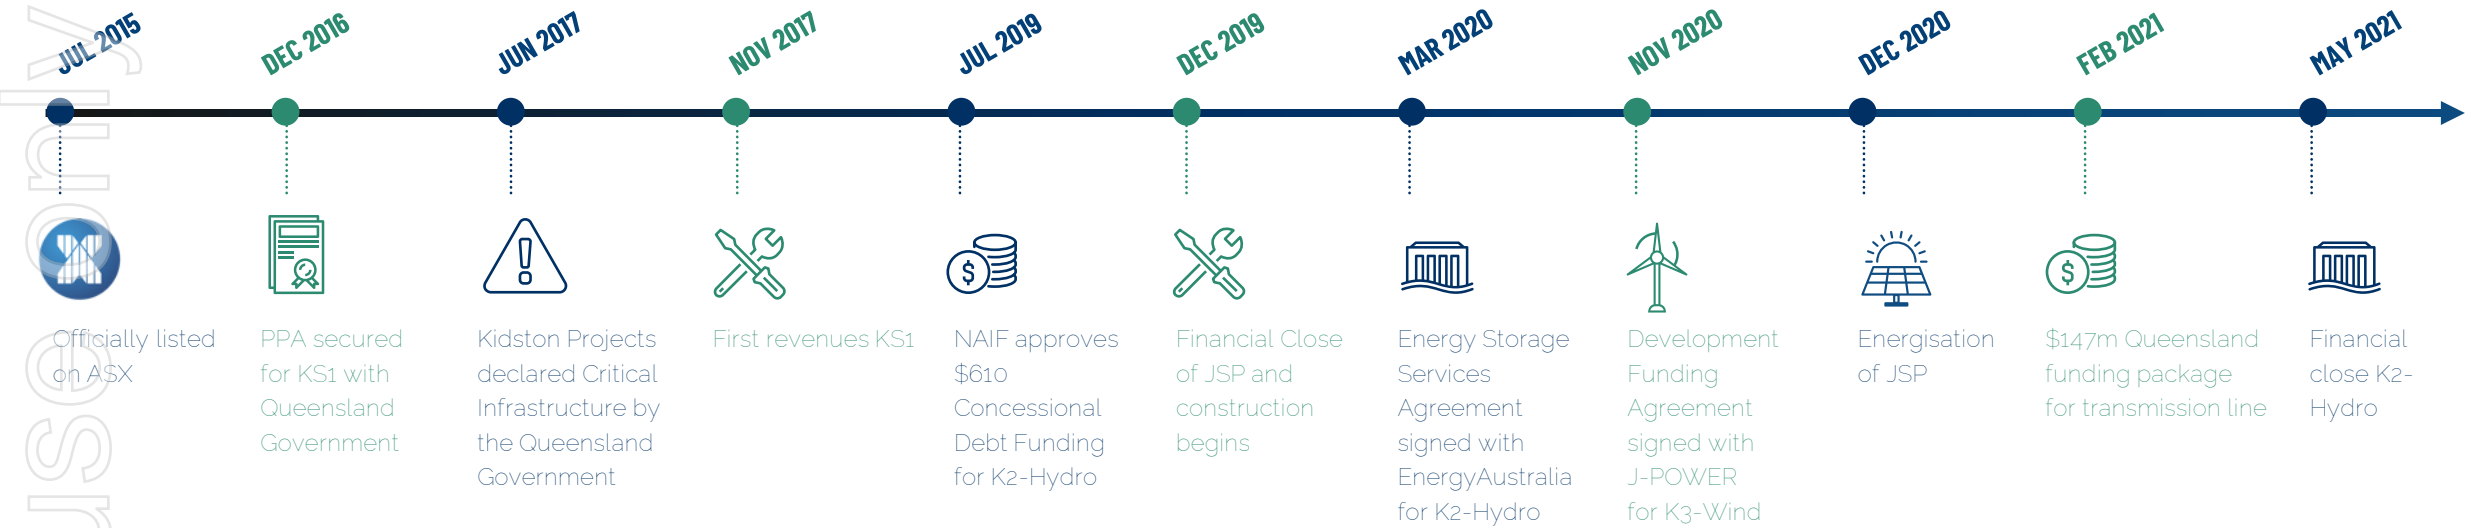 JUL 2015
DEC 2016
JUN 2017
NOV 2017
JUL 2019
DEC 2019
MAR 2020
NOV 2020
DEC 2020
FEB 2021
MAY 2021
Officially listed
on ASX
PPA secured
for KS1 with
Queensland
Government
Kidston Projects
declared Critical
Infrastructure by
the Queensland
Government
First revenues KS1
NAIF approves
$610
Concessional
Debt Funding
for K2-Hydro
Financial Close
of JSP and
construction
begins
Energy Storage
Services
Agreement
signed with
EnergyAustralia
for K2-Hydro
Development
Funding
Agreement
signed with
J-POWER
for K3-Wind
Energisation
of JSP
$147m Queensland
funding package
for transmission line
Financial
close K2-
Hydro
use only